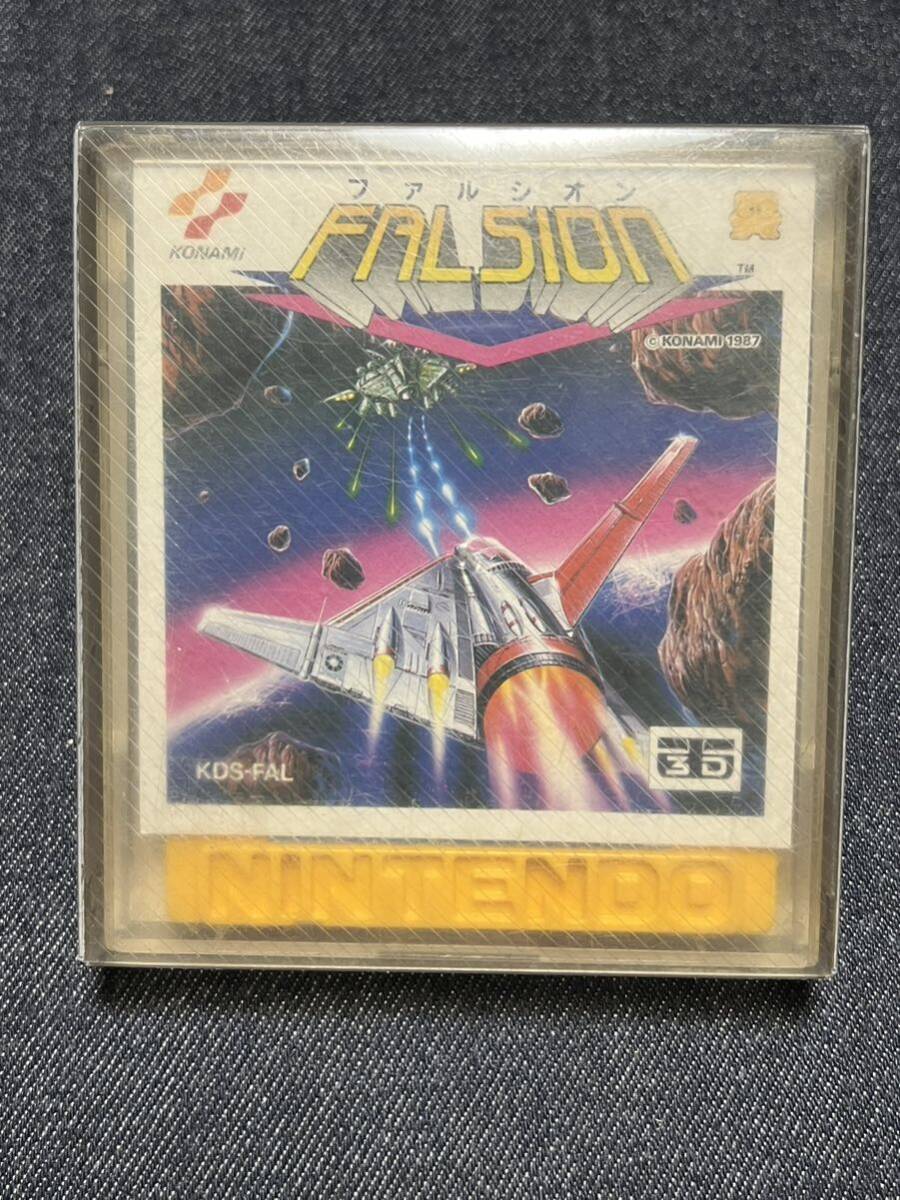 KONAMI
ファルシオン
FALSION
TM
© KONAMI 1987
KDS-FAL
3D
NINTENDO